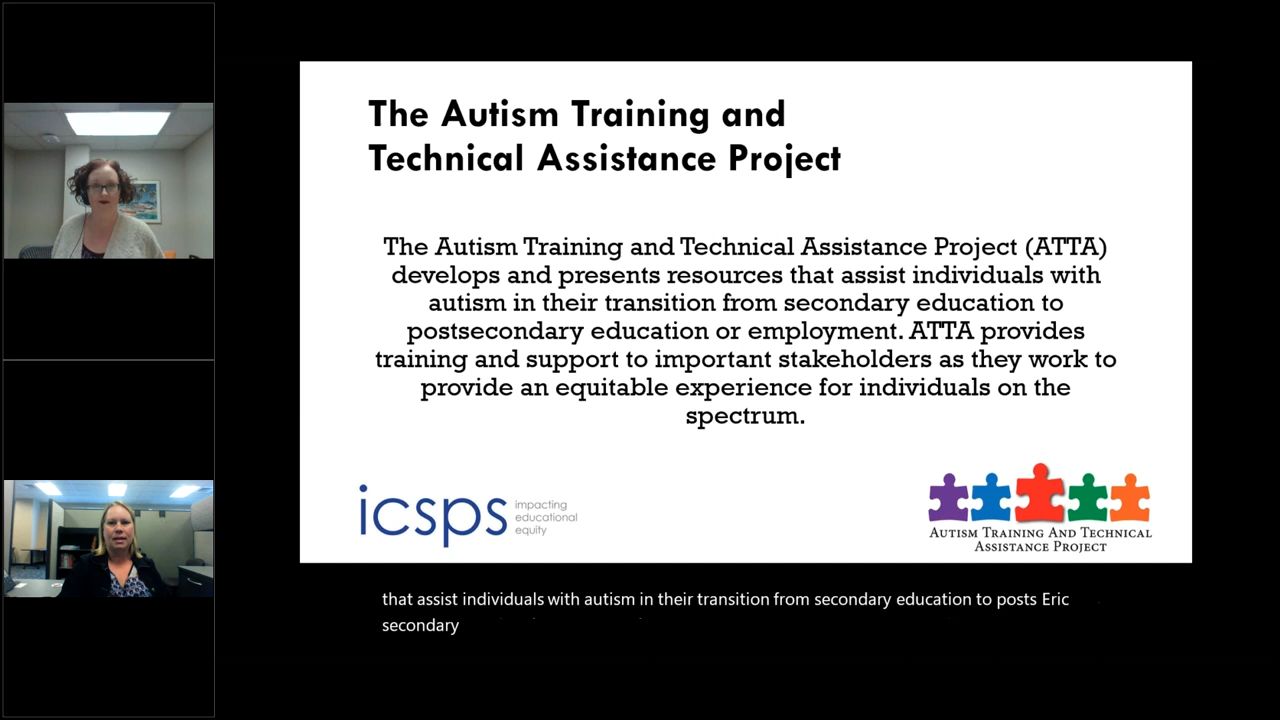 The Autism Training and
Technical Assistance Project
The Autism Training and Technical Assistance Project (ATTA)
develops and presents resources that assist individuals with
autism in their transition from secondary education to
postsecondary education or employment. ATTA provides
training and support to important stakeholders as they work to
provide an equitable experience for individuals on the
spectrum.
icsps
impacting
educational
equity
Autism Training And Technical
Assistance Project
that assist individuals with autism in their transition from secondary education to posts Eric
secondary